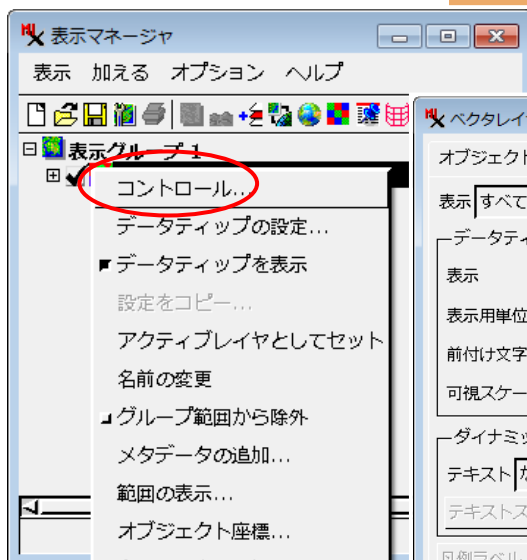 表示マネージャ
表示 加える オプション ヘルプ
表示グループ 1
コントロール...
データティップの設定...
データティップを表示
設定をコピー...
アクティブレイヤとしてセット
名前の変更
グループ範囲から除外
メタデータの追加...
範囲の表示...
オブジェクト座標...
ベクタレイ
オブジェクト
表示 すべて
データティ
表示
表示用単位
前付け文字
可視スケー
ダイナミッ
テキスト
テキストス
凡例ラベル